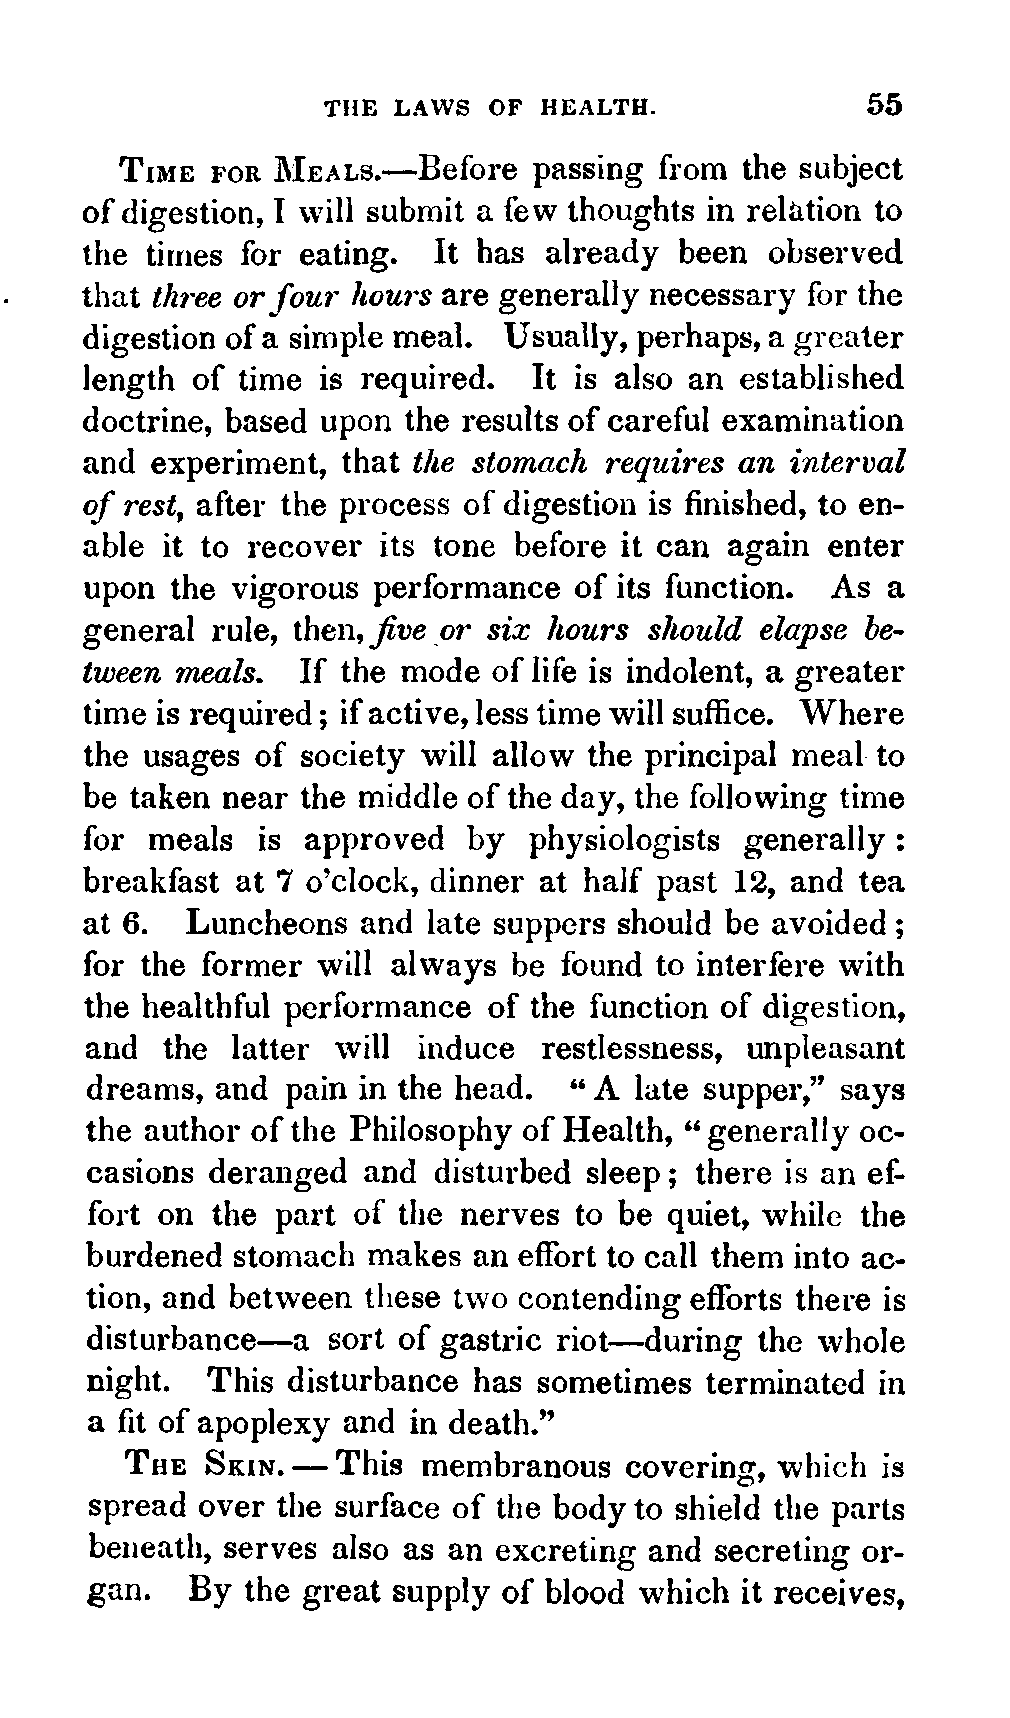 THE LAWS OF HEALTH. 55
TIME FOR MEALS.—Before passing from the subject
of digestion, I will submit a few thoughts in relation to
the times for eating. It has already been observed
that three or four hours are generally necessary for the
digestion of a simple meal. Usually, perhaps, a greater
length of time is required. It is also an established
doctrine, based upon the results of careful examination
and experiment, that the stomach requires an interval
of rest, after the process of digestion is finished, to en-
able it to recover its tone before it can again enter
upon the vigorous performance of its function. As a
general rule, then, five or six hours should elapse be-
tween meals. If the mode of life is indolent, a greater
time is required; if active, less time will suffice. Where
the usages of society will allow the principal meal to
be taken near the middle of the day, the following time
for meals is approved by physiologists generally :
breakfast at 7 o'clock, dinner at half past 12, and tea
at 6. Luncheons and late suppers should be avoided;
for the former will always be found to interfere with
the healthful performance of the function of digestion,
and the latter will induce restlessness, unpleasant
dreams, and pain in the head. "A late supper," says
the author of the Philosophy of Health, "generally oc-
casions deranged and disturbed sleep; there is an ef-
fort on the part of the nerves to be quiet, while the
burdened stomach makes an effort to call them into ac-
tion, and between these two contending efforts there is
disturbance—a sort of gastric riot—during the whole
night. This disturbance has sometimes terminated in
a fit of apoplexy and in death."
THE SKIN.—This membranous covering, which is
spread over the surface of the body to shield the parts
beneath, serves also as an excreting and secreting or-
gan. By the great supply of blood which it receives,